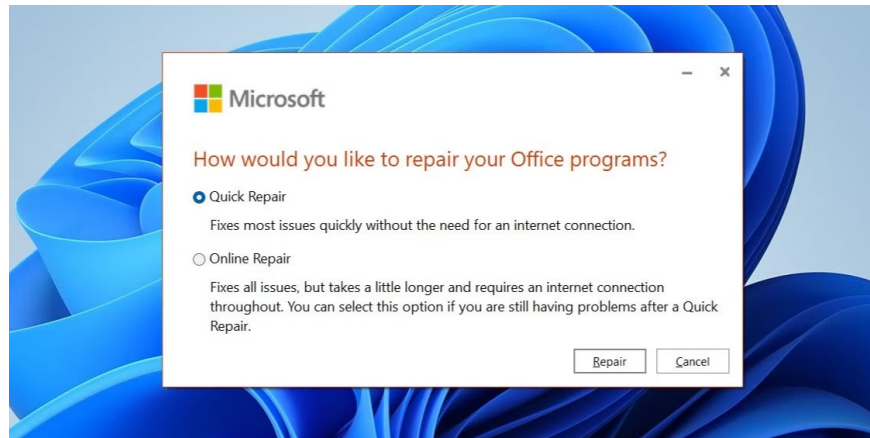 Microsoft
How would you like to repair your Office programs?
Quick Repair
Fixes most issues quickly without the need for an internet connection.
Online Repair
Fixes all issues, but takes a little longer and requires an internet connection
throughout. You can select this option if you are still having problems after a Quick
Repair.
Repair Cancel